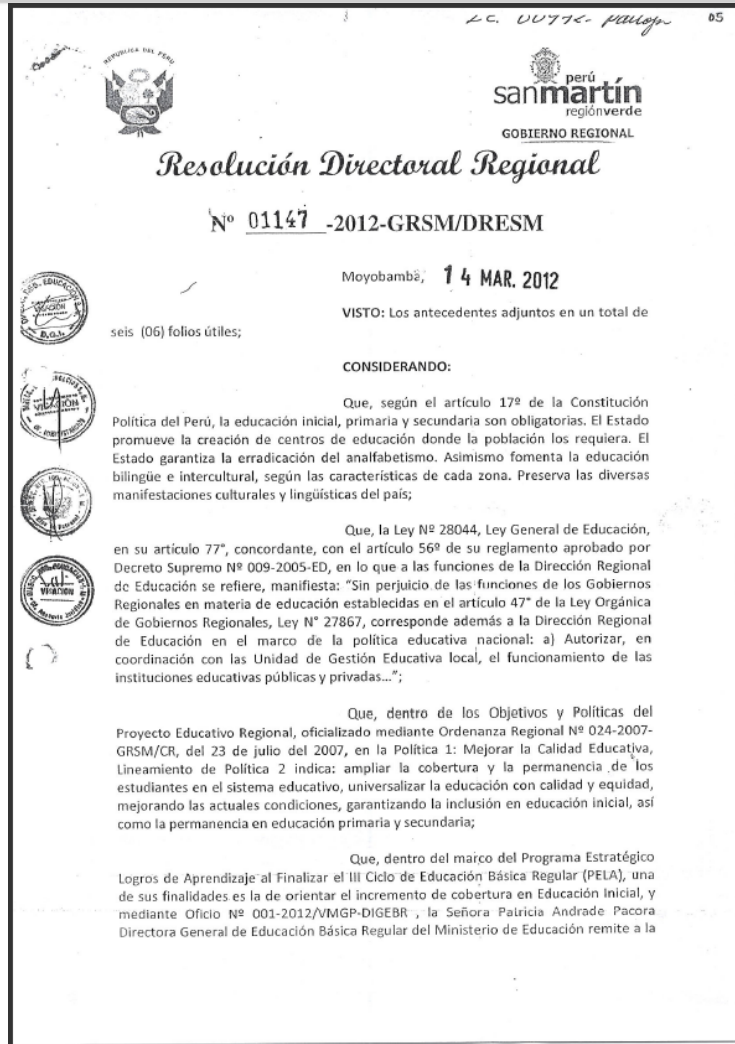 05
REPUBLICA DEL PERÚ
perú
sanmartín
regiónverde
GOBIERNO REGIONAL
Resolución Directoral Regional
Nº 01147 -2012-GRSM/DRESM
Moyobamba, 14 MAR. 2012
VISTO: Los antecedentes adjuntos en un total de
seis (06) folios útiles;
CONSIDERANDO:
Que, según el artículo 17º de la Constitución
Política del Perú, la educación inicial, primaria y secundaria son obligatorias. El Estado
promueve la creación de centros de educación donde la población los requiera. El
Estado garantiza la erradicación del analfabetismo. Asimismo fomenta la educación
bilingüe e intercultural, según las características de cada zona. Preserva las diversas
manifestaciones culturales y lingüísticas del país;
Que, la Ley Nº 28044, Ley General de Educación,
en su artículo 77°, concordante, con el artículo 56º de su reglamento aprobado por
Decreto Supremo Nº 009-2005-ED, en lo que a las funciones de la Dirección Regional
de Educación se refiere, manifiesta: “Sin perjuicio de las funciones de los Gobiernos
Regionales en materia de educación establecidas en el artículo 47° de la Ley Orgánica
de Gobiernos Regionales, Ley N° 27867, corresponde además a la Dirección Regional
de Educación en el marco de la política educativa nacional: a) Autorizar, en
coordinación con las Unidad de Gestión Educativa local, el funcionamiento de las
instituciones educativas públicas y privadas...”;
Que, dentro de los Objetivos y Políticas del
Proyecto Educativo Regional, oficializado mediante Ordenanza Regional Nº 024-2007-
GRSM/CR, del 23 de julio del 2007, en la Política 1: Mejorar la Calidad Educativa,
Lineamiento de Política 2 indica: ampliar la cobertura y la permanencia de los
estudiantes en el sistema educativo, universalizar la educación con calidad y equidad,
mejorando las actuales condiciones, garantizando la inclusión en educación inicial, así
como la permanencia en educación primaria y secundaria;
Que, dentro del marco del Programa Estratégico
Logros de Aprendizaje al Finalizar el III Ciclo de Educación Básica Regular (PELA), una
de sus finalidades es la de orientar el incremento de cobertura en Educación Inicial, y
mediante Oficio Nº 001-2012/VMGP-DIGEBR , la Señora Patricia Andrade Pacora
Directora General de Educación Básica Regular del Ministerio de Educación remite a la